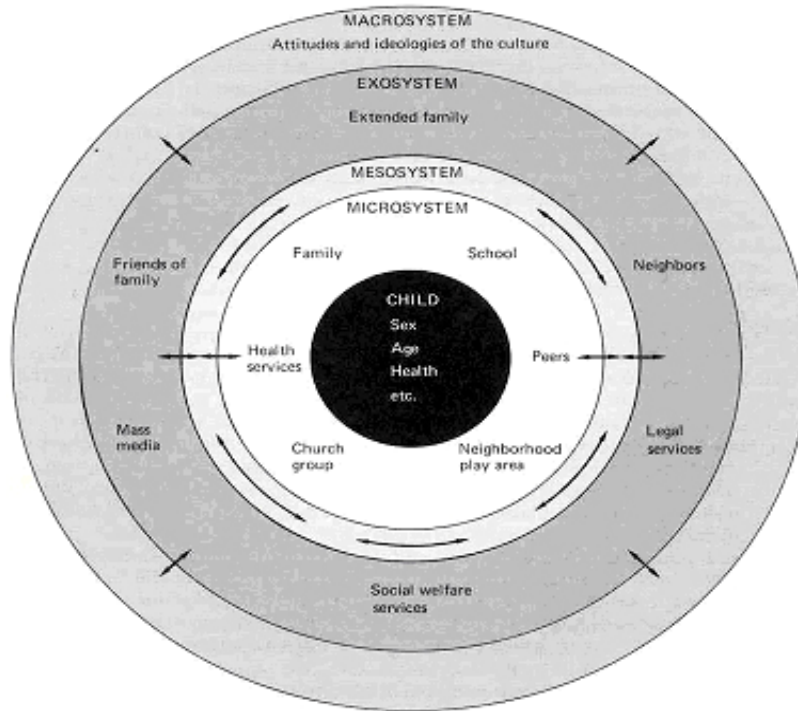 MACROSYSTEM
Attitudes and ideologies of the culture
EXOSYSTEM
Extended family
MESOSYSTEM
MICROSYSTEM
Family
School
Friends of
family
Neighbors
CHILD
Sex
Age
Health
etc.
Health
services
Peers
Mass
media
Legal
services
Church
group
Neighborhood
play area
Social welfare
services